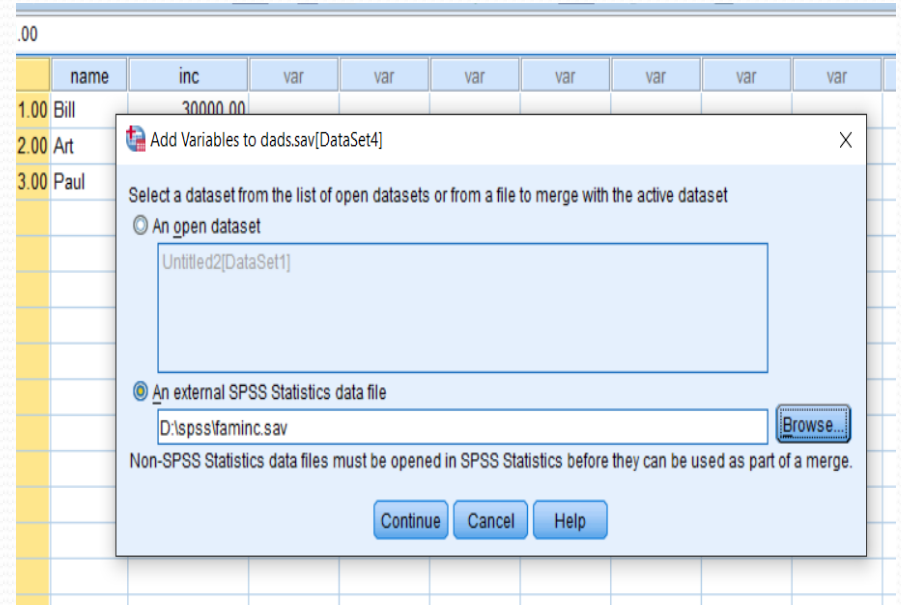 .00
name inc var var var var var var var
1.00 Bill 30000.00
2.00 Art
3.00 Paul
Add Variables to dads.sav[DataSet4]
Select a dataset from the list of open datasets or from a file to merge with the active dataset
An open dataset
Untitled2[DataSet1]
An external SPSS Statistics data file
D:\spss\faminc.sav
Browse...
Non-SPSS Statistics data files must be opened in SPSS Statistics before they can be used as part of a merge.
Continue Cancel Help